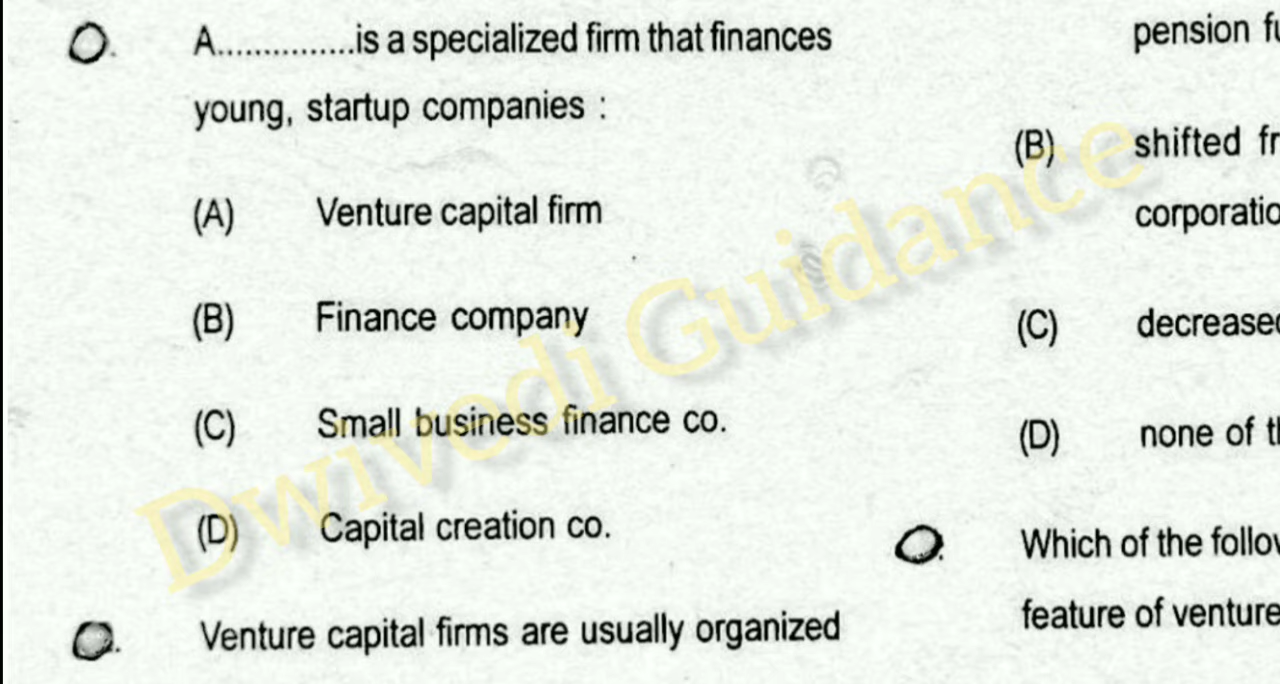 A...............is a specialized firm that finances
young, startup companies :
(A) Venture capital firm
(B) Finance company
(C) Small business finance co.
(D) Capital creation co.
Venture capital firms are usually organized
pension
(B) shifted
(C)
(D) none of
Which of the
feature of venture
Dwivedi Guidance